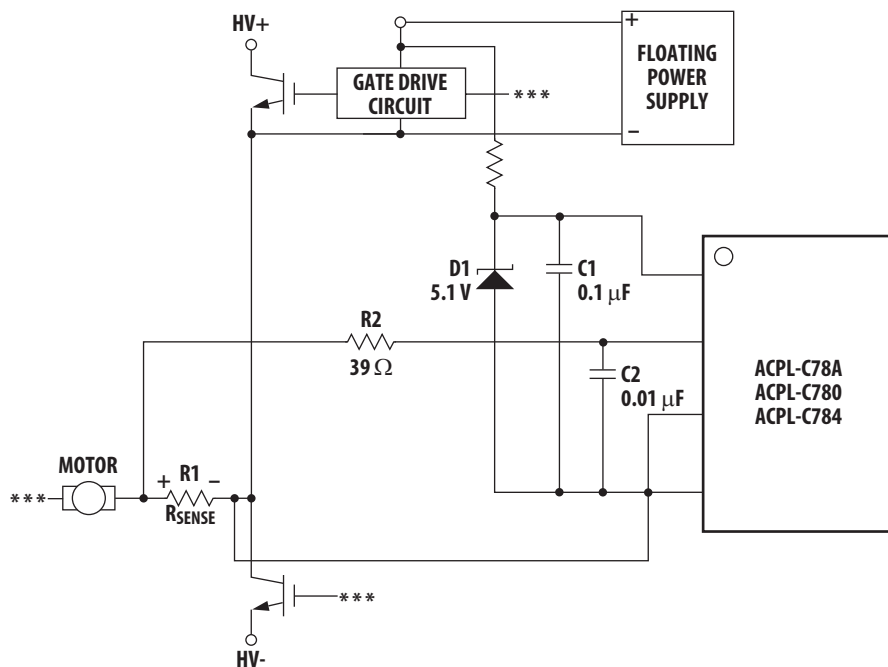 HV+
+
FLOATING
POWER
SUPPLY
GATE DRIVE
CIRCUIT
***
−
D1
5.1 V
C1
0.1 μF
R2
39 Ω
C2
0.01 μF
ACPL-C78A
ACPL-C780
ACPL-C784
MOTOR
***
+ R1 −
RSENSE
***
HV-